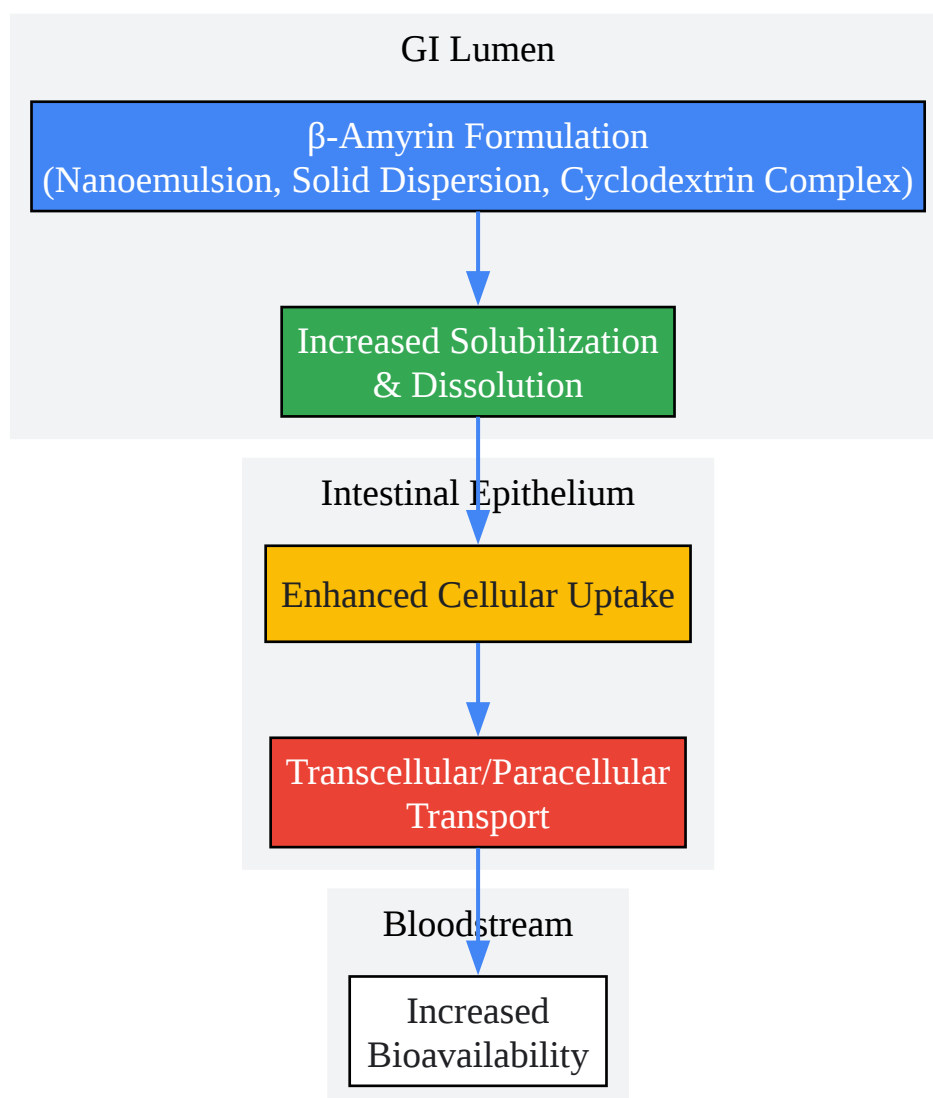 GI Lumen
β-Amyrin Formulation
(Nanoemulsion, Solid Dispersion, Cyclodextrin Complex)
Increased Solubilization
& Dissolution
Intestinal Epithelium
Enhanced Cellular Uptake
Transcellular/Paracellular
Transport
Bloodstream
Increased
Bioavailability